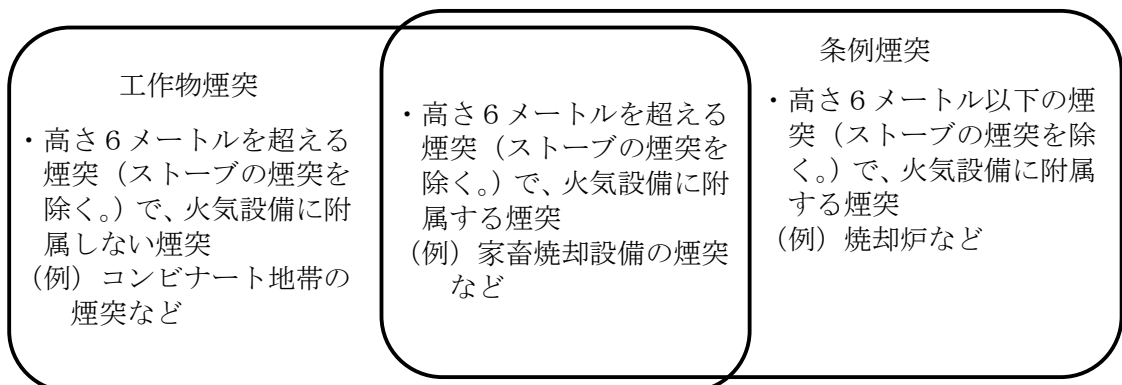 工作物煙突
・高さ6メートルを超える
煙突(ストーブの煙突を
除く。)で、火気設備に附
属しない煙突
(例)コンビナート地帯の
煙突など
・高さ6メートルを超える
煙突(ストーブの煙突を
除く。)で、火気設備に附
属する煙突
(例)家畜焼却設備の煙突
など
条例煙突
・高さ6メートル以下の煙
突(ストーブの煙突を除
く。)で、火気設備に附属
する煙突
(例)焼却炉など